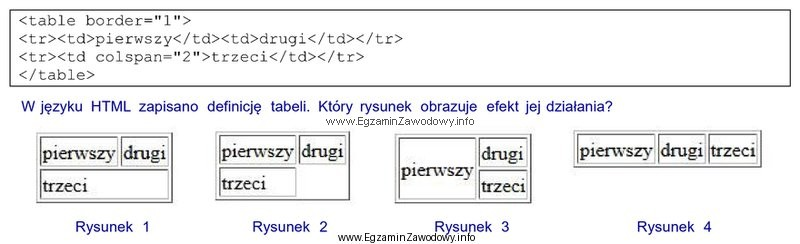 <table border="1">
<tr><td>pierwszy</td><td>drugi</td></tr>
<tr><td colspan="2">trzeci</td></tr>
</table>
W języku HTML zapisano definicję tabeli. Który rysunek obrazuje efekt jej działania?
www.EgzaminZawodowy.info
pierwszy drugi
trzeci
Rysunek 1
pierwszy drugi
trzeci
Rysunek 2
pierwszy drugi
trzeci
Rysunek 3
pierwszy drugi trzeci
Rysunek 4
www.EgzaminZawodowy.info